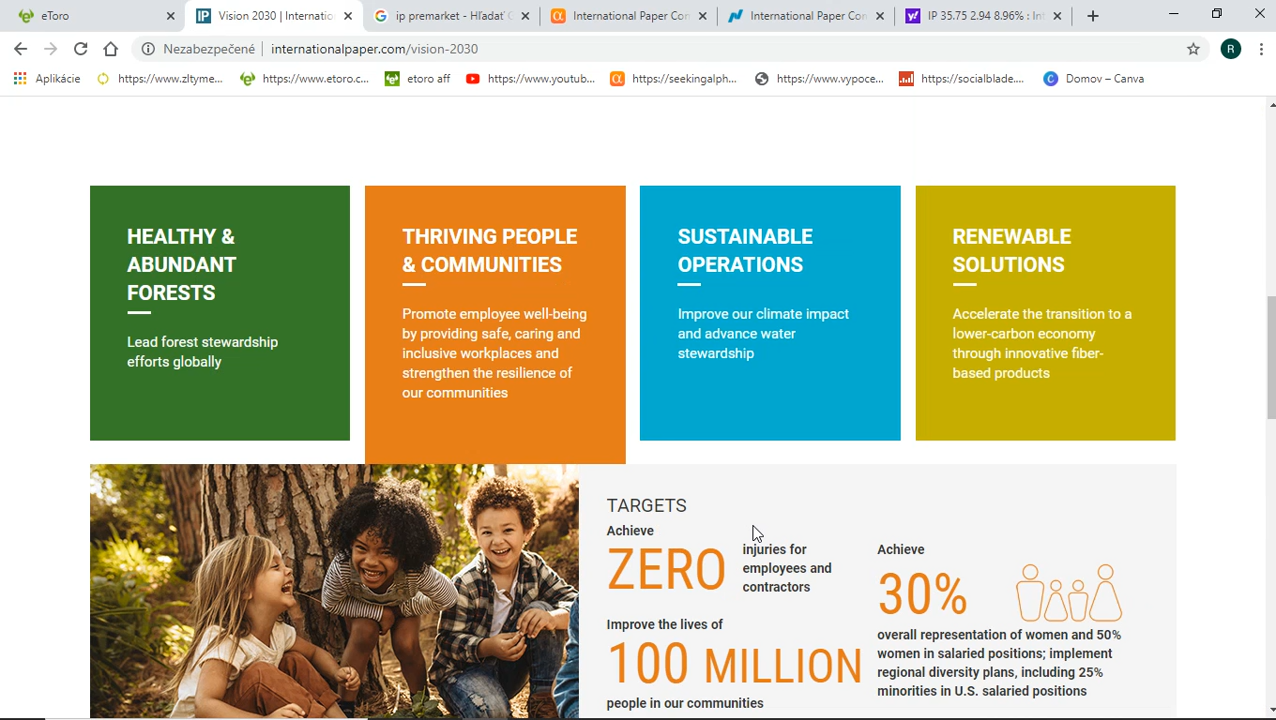 eToro
Vision 2030 | Internatio
ip premarket - Hľadať
International Paper Con
International Paper Con
IP 35.75 2.94 8.96% : Int
Nezabezpečené
internationalpaper.com/vision-2030
R
Aplikácie
https://www.zltyme...
https://www.etoro.c...
etoro aff
https://www.youtub...
https://seekingalph...
https://www.vypoce...
https://socialblade....
Domov – Canva
HEALTHY &
ABUNDANT
FORESTS
Lead forest stewardship
efforts globally
THRIVING PEOPLE
& COMMUNITIES
Promote employee well-being
by providing safe, caring and
inclusive workplaces and
strengthen the resilience of
our communities
SUSTAINABLE
OPERATIONS
Improve our climate impact
and advance water
stewardship
RENEWABLE
SOLUTIONS
Accelerate the transition to a
lower-carbon economy
through innovative fiber-
based products
TARGETS
Achieve
ZERO
injuries for
employees and
contractors
Improve the lives of
100 MILLION
people in our communities
Achieve
30%
overall representation of women and 50%
women in salaried positions; implement
regional diversity plans, including 25%
minorities in U.S. salaried positions